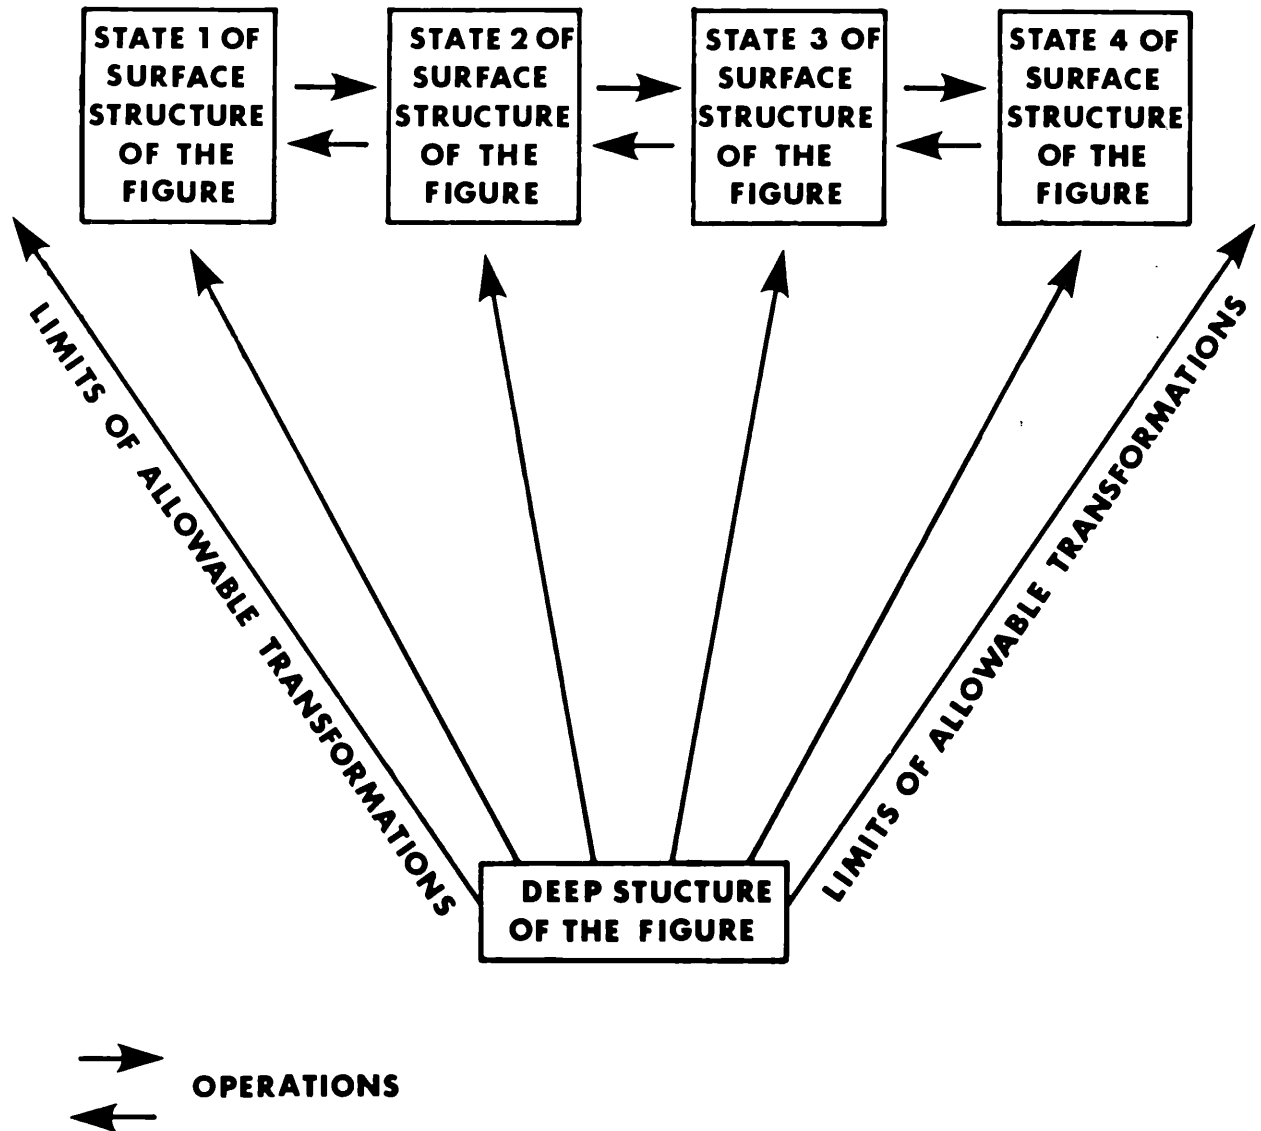 STATE 1 OF
SURFACE
STRUCTURE
OF THE
FIGURE
STATE 2 OF
SURFACE
STRUCTURE
OF THE
FIGURE
STATE 3 OF
SURFACE
STRUCTURE
OF THE
FIGURE
STATE 4 OF
SURFACE
STRUCTURE
OF THE
FIGURE
LIMITS OF ALLOWABLE TRANSFORMATIONS
LIMITS OF ALLOWABLE TRANSFORMATIONS
DEEP STUCTURE
OF THE FIGURE
OPERATIONS